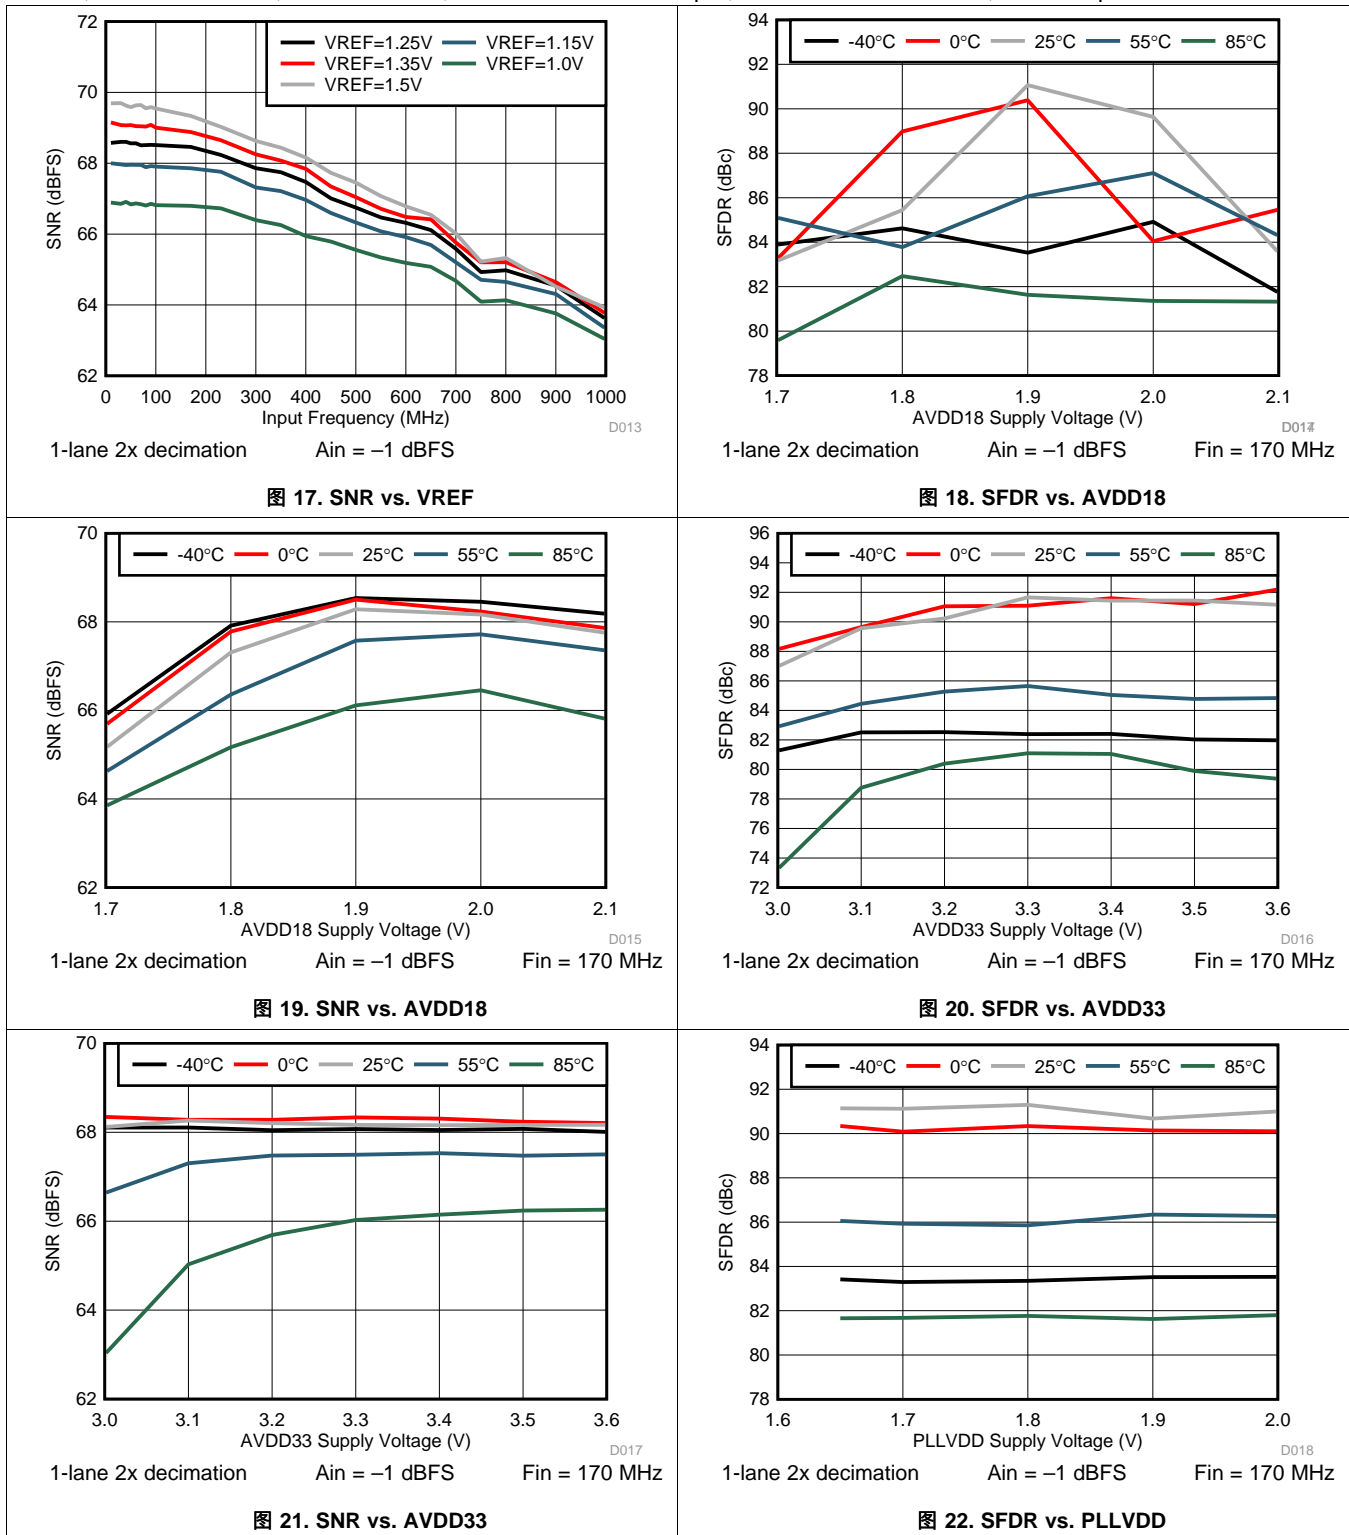 72
70
68
66
64
62
SNR (dBFS)
VREF=1.25V
VREF=1.15V
VREF=1.35V
VREF=1.0V
VREF=1.5V
0 100 200 300 400 500 600 700 800 900 1000
Input Frequency (MHz)
D013
1-lane 2x decimation Ain = –1 dBFS
图 17. SNR vs. VREF
94
92
90
88
86
84
82
80
78
SFDR (dBc)
-40°C 0°C 25°C 55°C 85°C
1.7 1.8 1.9 2.0 2.1
AVDD18 Supply Voltage (V)
1-lane 2x decimation Ain = –1 dBFS Fin = 170 MHz
图 18. SFDR vs. AVDD18
70
68
66
64
62
SNR (dBFS)
-40°C 0°C 25°C 55°C 85°C
1.7 1.8 1.9 2.0 2.1
AVDD18 Supply Voltage (V)
D015
1-lane 2x decimation Ain = –1 dBFS Fin = 170 MHz
图 19. SNR vs. AVDD18
96
94
92
90
88
86
84
82
80
78
76
74
72
SFDR (dBc)
-40°C 0°C 25°C 55°C 85°C
3.0 3.1 3.2 3.3 3.4 3.5 3.6
AVDD33 Supply Voltage (V)
D016
1-lane 2x decimation Ain = –1 dBFS Fin = 170 MHz
图 20. SFDR vs. AVDD33
70
68
66
64
62
SNR (dBFS)
-40°C 0°C 25°C 55°C 85°C
3.0 3.1 3.2 3.3 3.4 3.5 3.6
AVDD33 Supply Voltage (V)
D017
1-lane 2x decimation Ain = –1 dBFS Fin = 170 MHz
图 21. SNR vs. AVDD33
94
92
90
88
86
84
82
80
78
SFDR (dBc)
-40°C 0°C 25°C 55°C 85°C
1.6 1.7 1.8 1.9 2.0
PLLVDD Supply Voltage (V)
D018
1-lane 2x decimation Ain = –1 dBFS Fin = 170 MHz
图 22. SFDR vs. PLLVDD